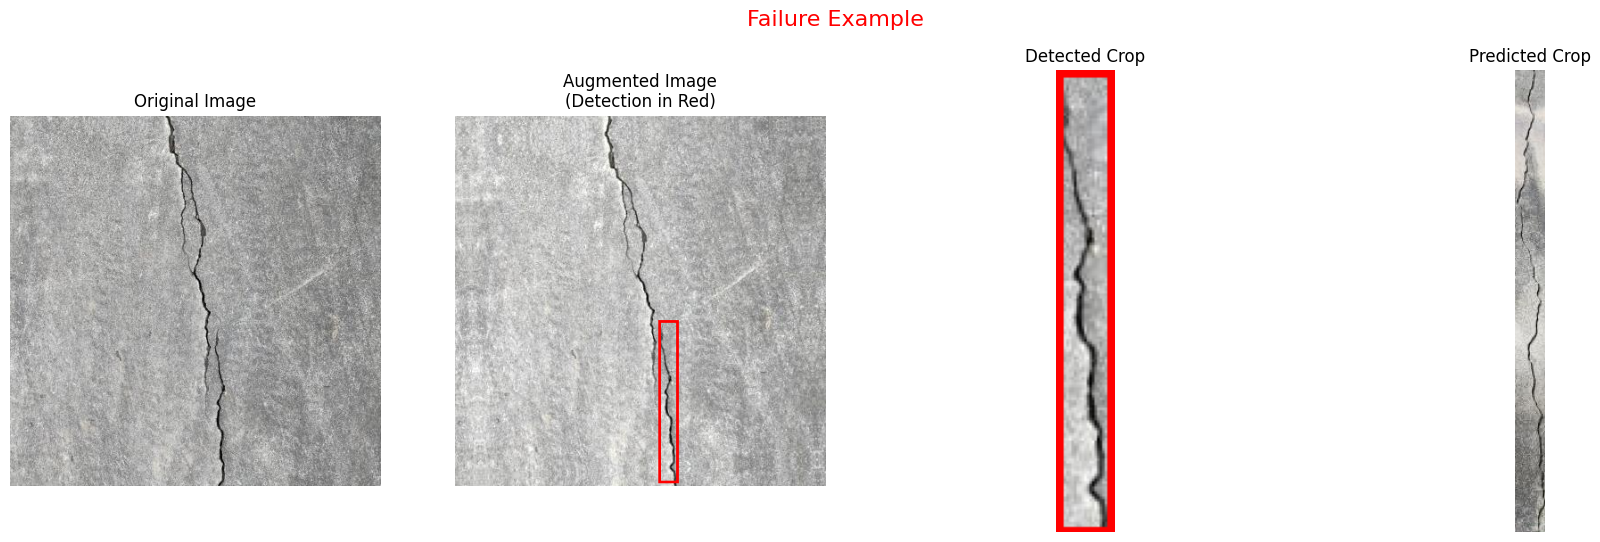 Failure Example
Original Image
Augmented Image
(Detection in Red)
Detected Crop
Predicted Crop